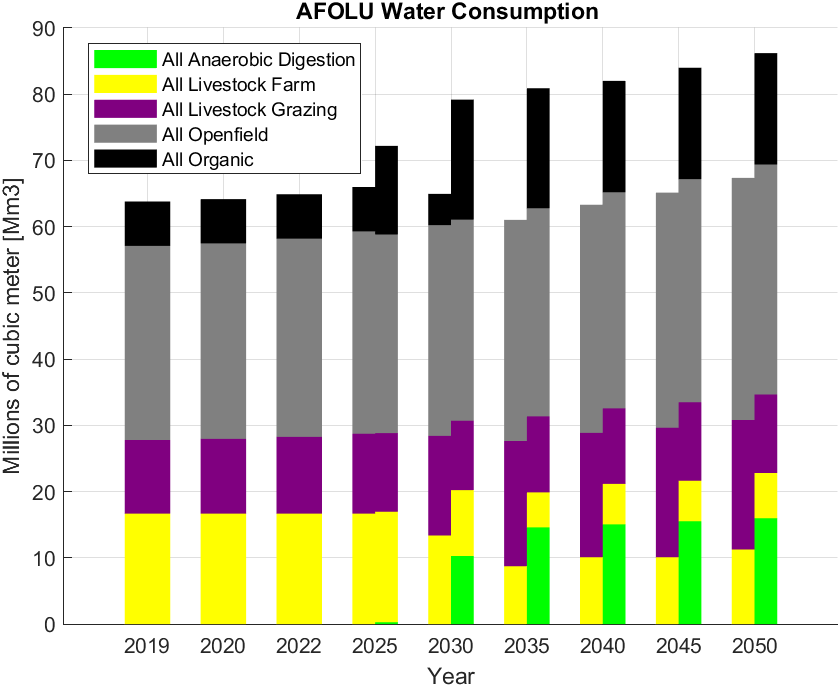 AFOLU Water Consumption
Millions of cubic meter [Mm3]
90
80
70
60
50
40
30
20
10
0
All Anaerobic Digestion
All Livestock Farm
All Livestock Grazing
All Openfield
All Organic
2019 2020 2022 2025 2030 2035 2040 2045 2050
Year